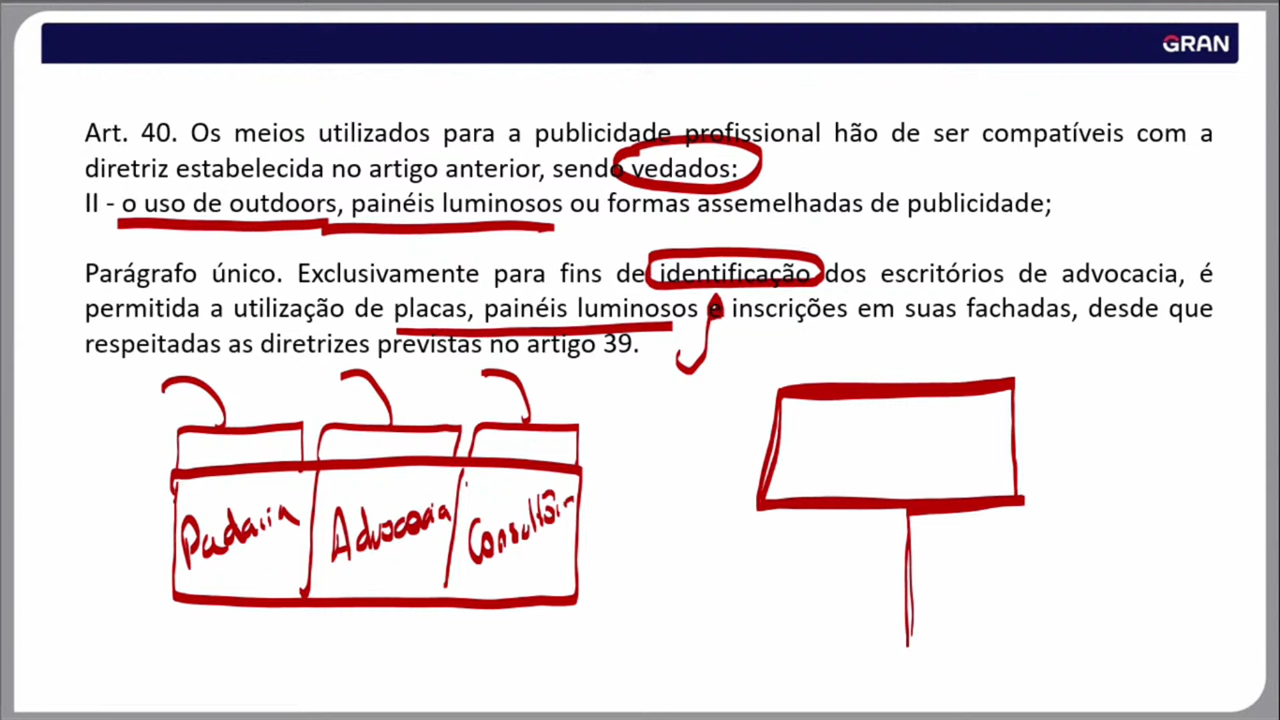 GRAN
Art. 40. Os meios utilizados para a publicidade profissional hão de ser compatíveis com a
diretriz estabelecida no artigo anterior, sendo vedados:
II - o uso de outdoors, painéis luminosos ou formas assemelhadas de publicidade;
Parágrafo único. Exclusivamente para fins de identificação dos escritórios de advocacia, é
permitida a utilização de placas, painéis luminosos e inscrições em suas fachadas, desde que
respeitadas as diretrizes previstas no artigo 39.
Padaria Advocacia